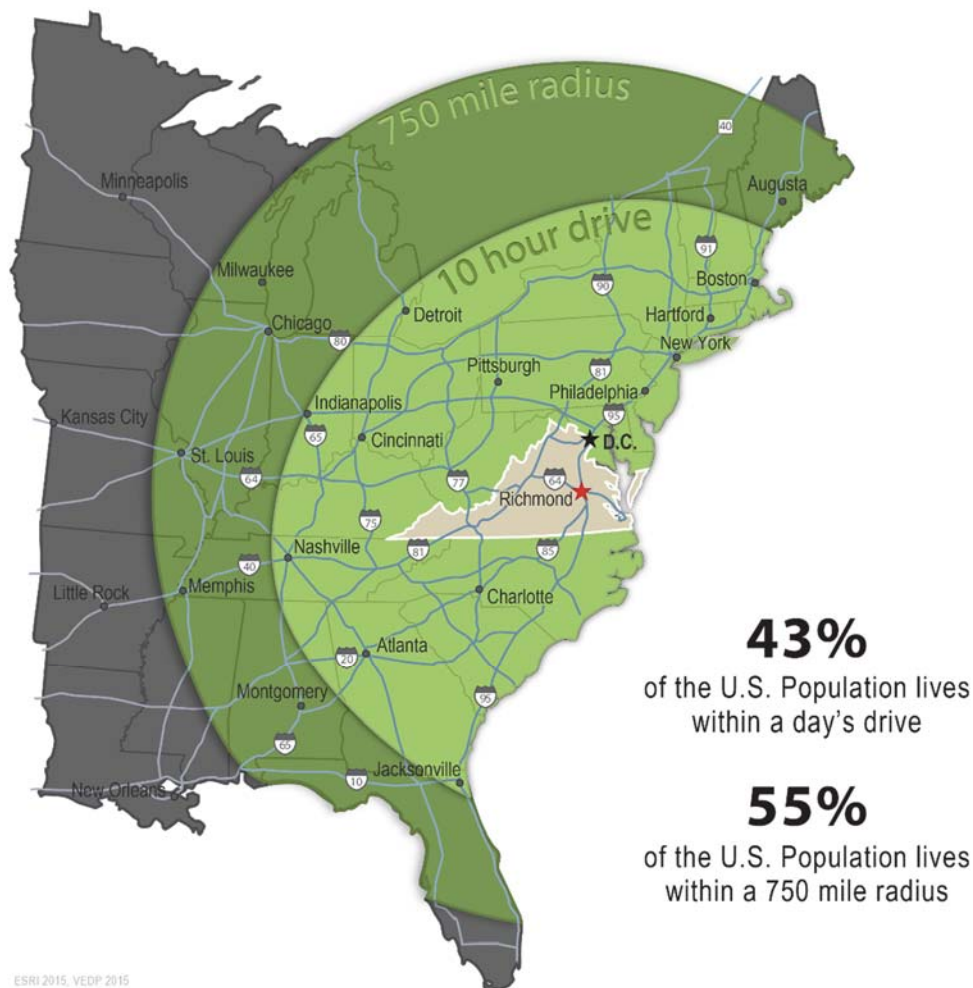 750 mile radius
10 hour drive
40
Minneapolis
Augusta
91
Milwaukee
90
Boston
Detroit
Hartford
Chicago
80
New York
Pittsburgh
81
Philadelphia
95
Kansas City
Indianapolis
65
Cincinnati
D.C.
St. Louis
64
77
64
Richmond
75
Nashville
81
85
40
Memphis
Little Rock
Charlotte
Atlanta
20
Montgomery
95
65
Jacksonville
10
New Orleans
43%
of the U.S. Population lives
within a day's drive
55%
of the U.S. Population lives
within a 750 mile radius
ESRI 2015, VEDP 2015